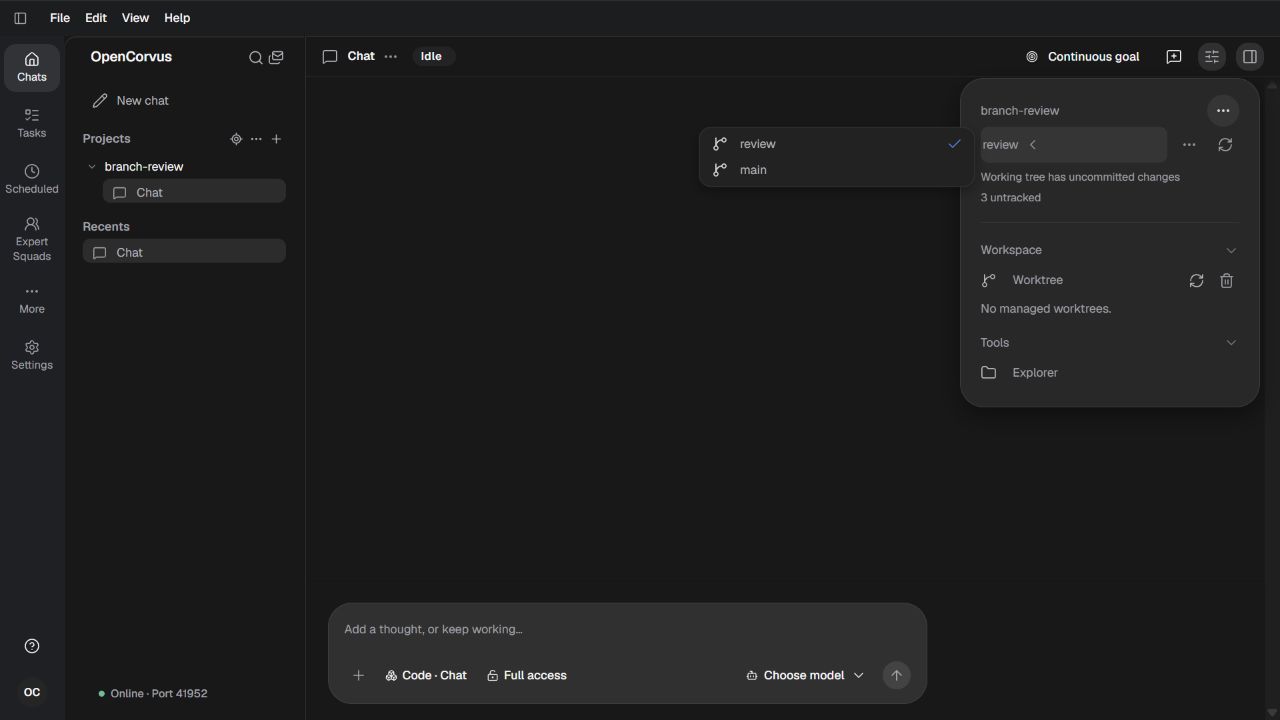 File Edit View Help
OpenCorvus
Chat
Idle
Continuous goal
Chats
Tasks
Scheduled
Expert
Squads
More
Settings
OC
New chat
Projects
branch-review
Chat
Recents
Chat
Online · Port 41952
review
main
branch-review
review
Working tree has uncommitted changes
3 untracked
Workspace
Worktree
No managed worktrees.
Tools
Explorer
Add a thought, or keep working...
Code · Chat
Full access
Choose model